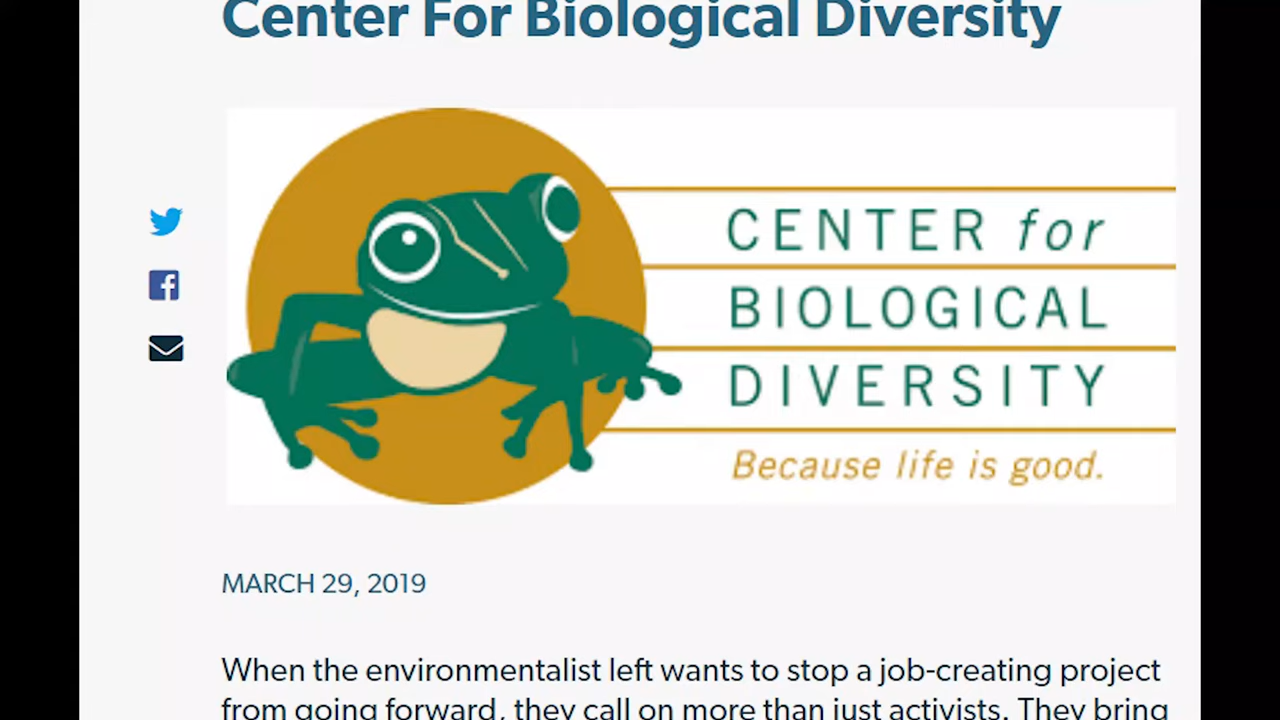 Center For Biological Diversity
CENTER for
BIOLOGICAL
DIVERSITY
Because life is good.
MARCH 29, 2019
When the environmentalist left wants to stop a job-creating project
from going forward, they call on more than just activists. They bring